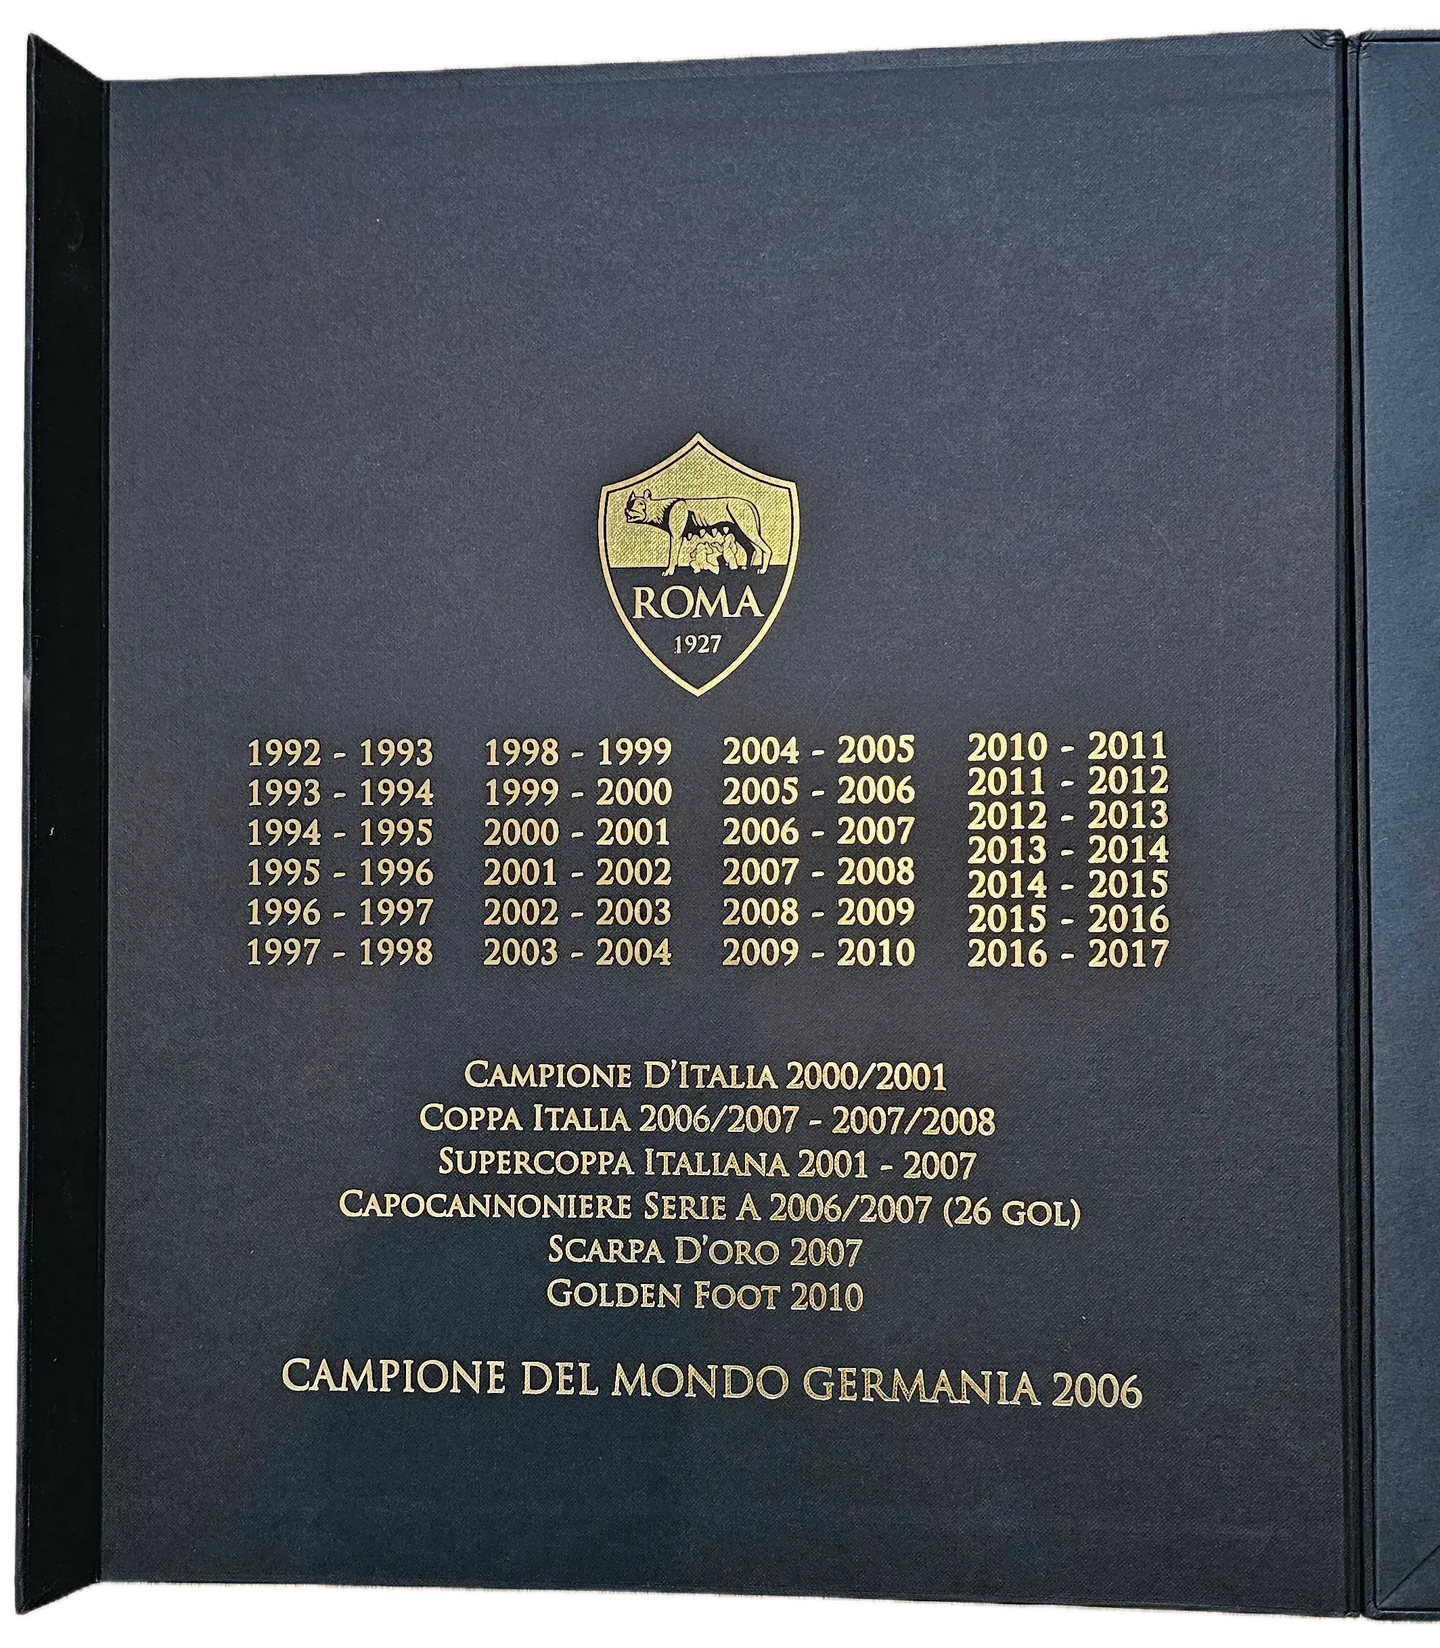 ROMA
1927
1992 - 1993 1998 - 1999 2004 - 2005 2010 - 2011
1993 - 1994 1999 - 2000 2005 - 2006 2011 - 2012
1994 - 1995 2000 - 2001 2006 - 2007 2012 - 2013
1995 - 1996 2001 - 2002 2007 - 2008 2013 - 2014
1996 - 1997 2002 - 2003 2008 - 2009 2014 - 2015
1997 - 1998 2003 - 2004 2009 - 2010 2015 - 2016
2016 - 2017
CAMPIONE D'ITALIA 2000/2001
COPPA ITALIA 2006/2007 - 2007/2008
SUPERCOPPA ITALIANA 2001 - 2007
CAPOCANNONIERE SERIE A 2006/2007 (26 GOL)
SCARPA D'ORO 2007
GOLDEN FOOT 2010
CAMPIONE DEL MONDO GERMANIA 2006